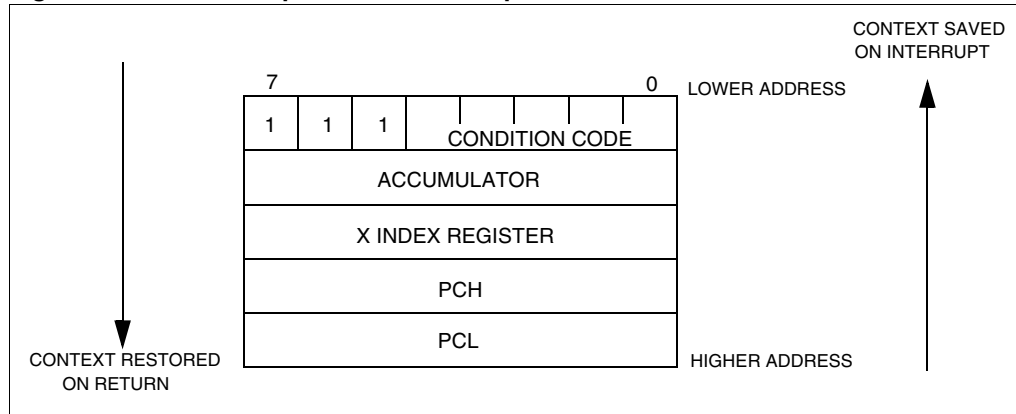 CONTEXT SAVED
ON INTERRUPT
7 0 LOWER ADDRESS
1 1 1 CONDITION CODE
ACCUMULATOR
X INDEX REGISTER
PCH
PCL
CONTEXT RESTORED
ON RETURN
HIGHER ADDRESS